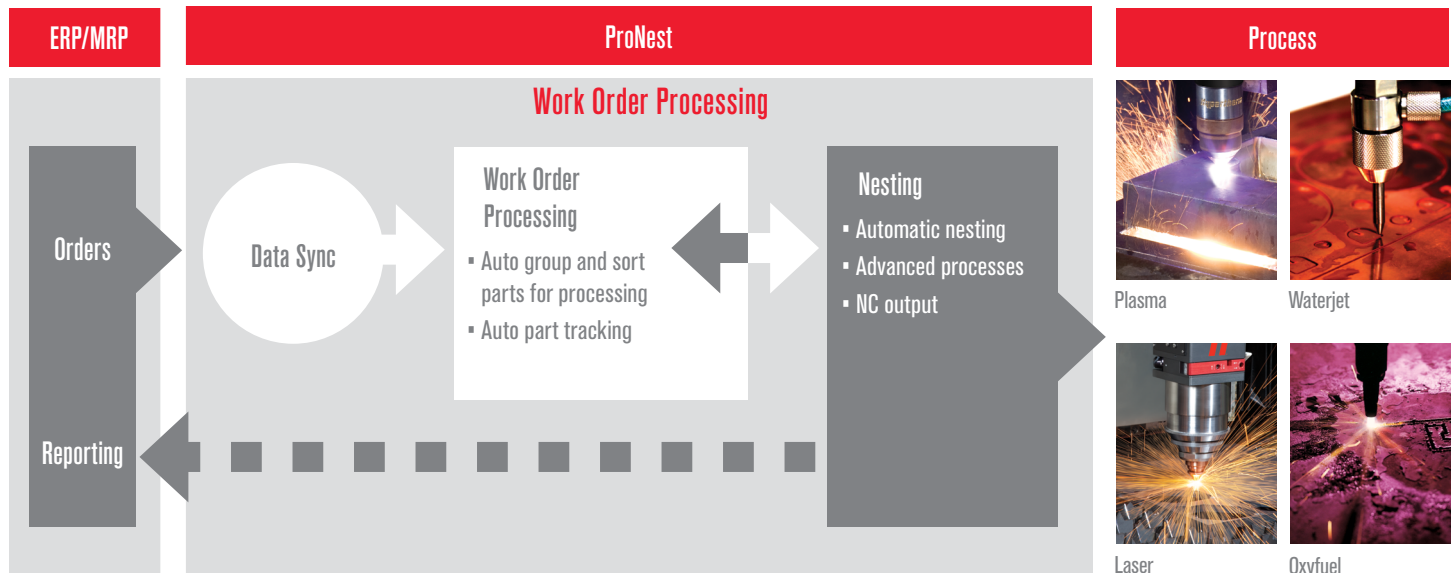 ERP/MRP
ProNest
Process
Work Order Processing
Orders
Data Sync
Work Order
Processing
▪ Auto group and sort
parts for processing
▪ Auto part tracking
Nesting
▪ Automatic nesting
▪ Advanced processes
▪ NC output
Reporting
Plasma
Waterjet
Laser
Oxyfuel